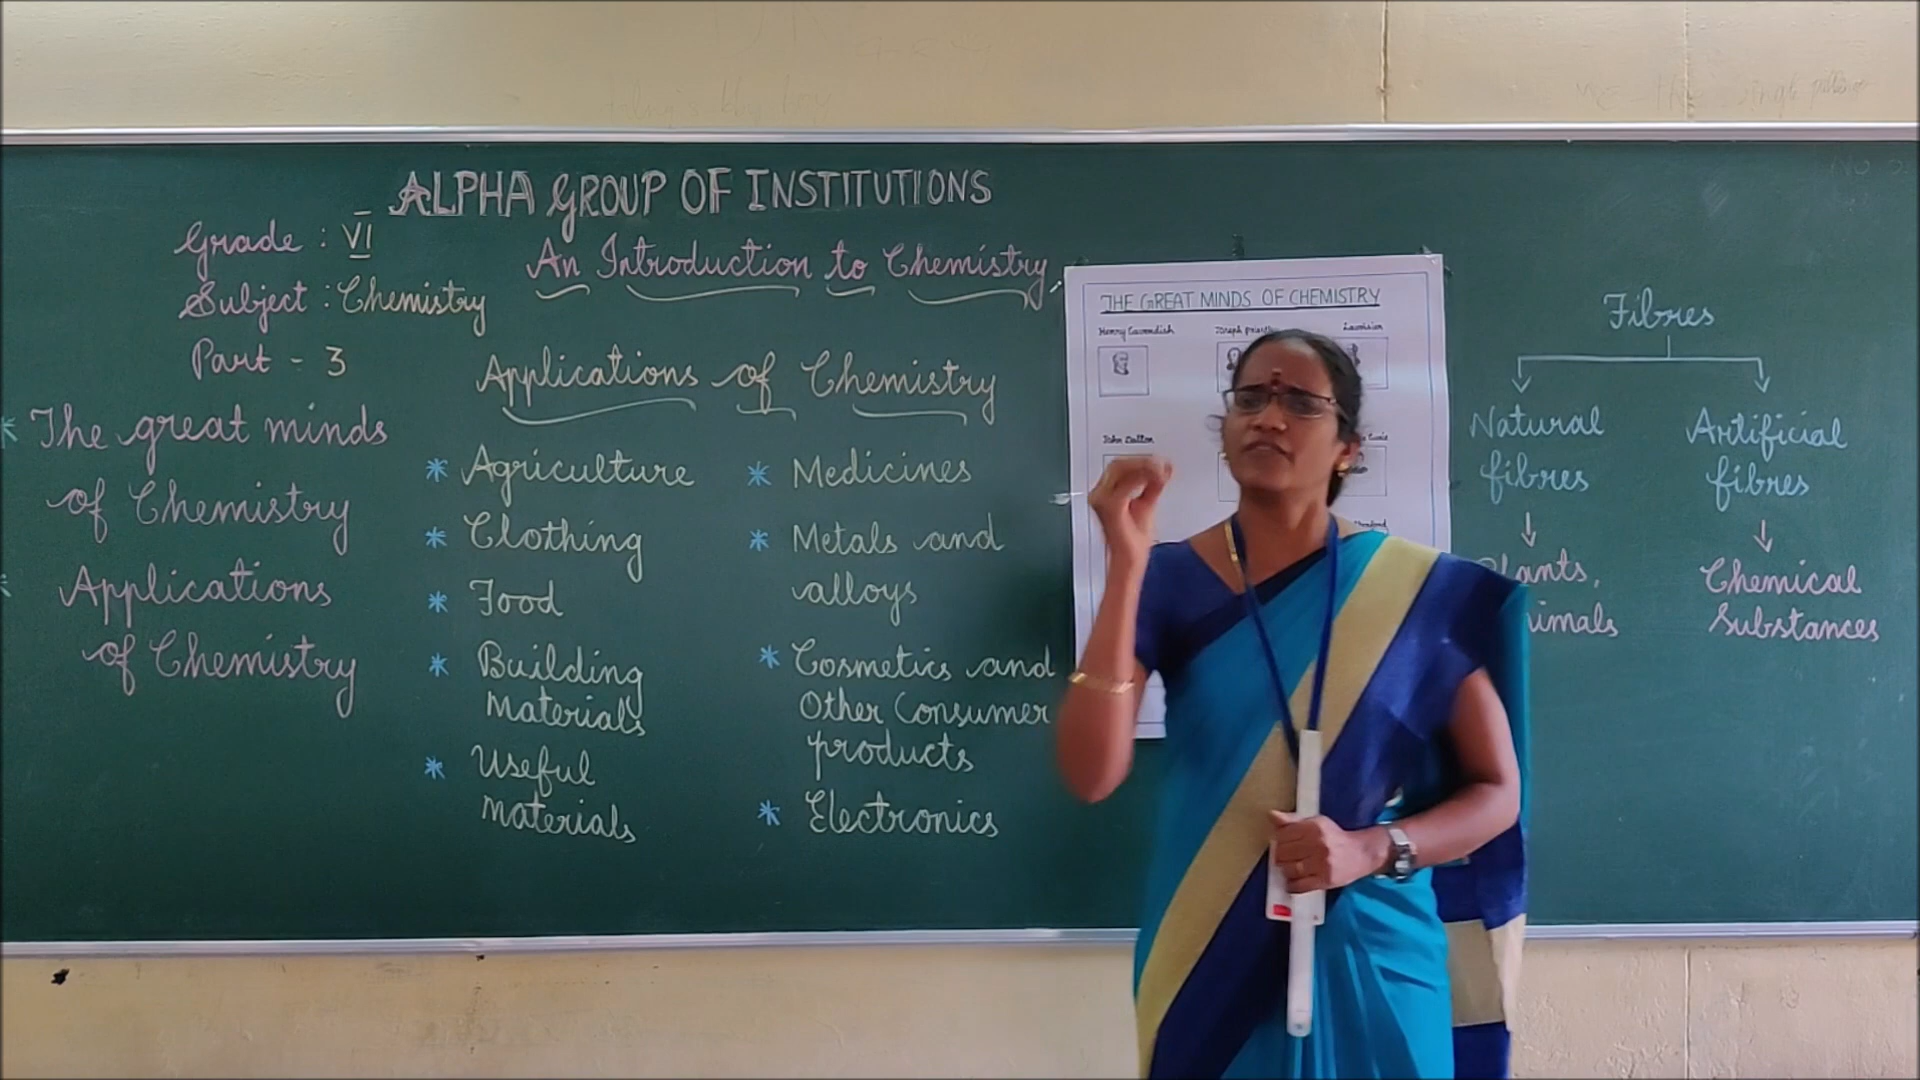 ALPHA GROUP OF INSTITUTIONS
Grade : VI
Subject : Chemistry
Part - 3
An Introduction to Chemistry
* The great minds
of Chemistry
* Applications
of Chemistry
Applications of Chemistry
* Agriculture
* Clothing
* Food
* Building
Materials
* Useful
materials
* Medicines
* Metals and
alloys
* Cosmetics and
Other Consumer
products
* Electronics
THE GREAT MINDS OF CHEMISTRY
Henry Cavendish
Joseph
Lavoisier
John Dalton
Curie
Fibres
Natural
fibres
Artificial
fibres
Chemical
Substances